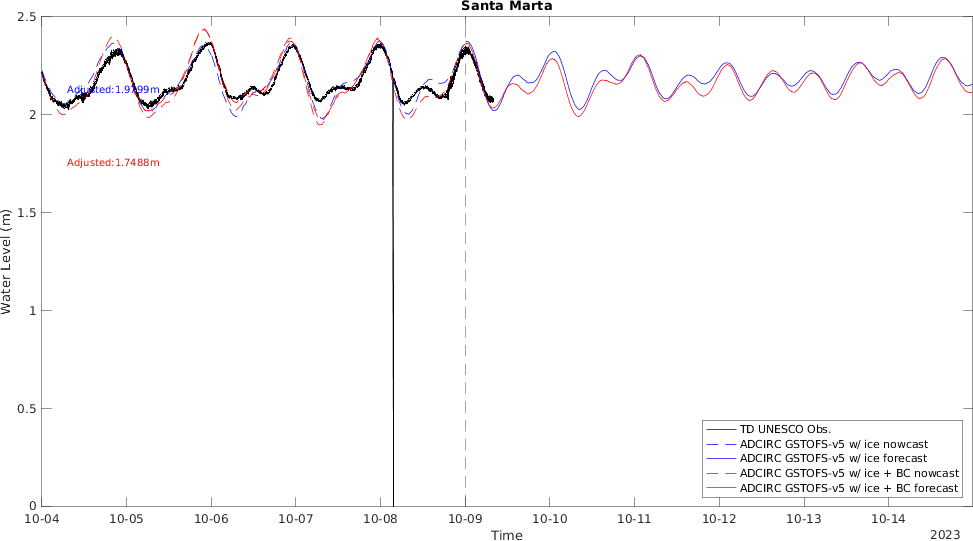 Santa Marta
2.5
2
1.5
1
0.5
0
Water Level (m)
Adjusted:1.9799m
Adjusted:1.7488m
TD UNESCO Obs.
ADCIRC GSTOFS-v5 w/ ice nowcast
ADCIRC GSTOFS-v5 w/ ice forecast
ADCIRC GSTOFS-v5 w/ ice + BC nowcast
ADCIRC GSTOFS-v5 w/ ice + BC forecast
10-04 10-05 10-06 10-07 10-08 10-09 10-10 10-11 10-12 10-13 10-14
Time
2023